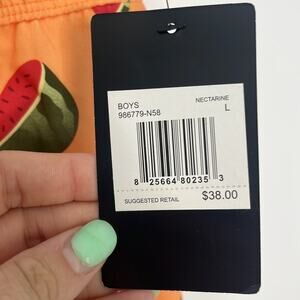 BOYS NECTARINE
986779-N58 L
8 25664 80235 3
SUGGESTED RETAIL $38.00